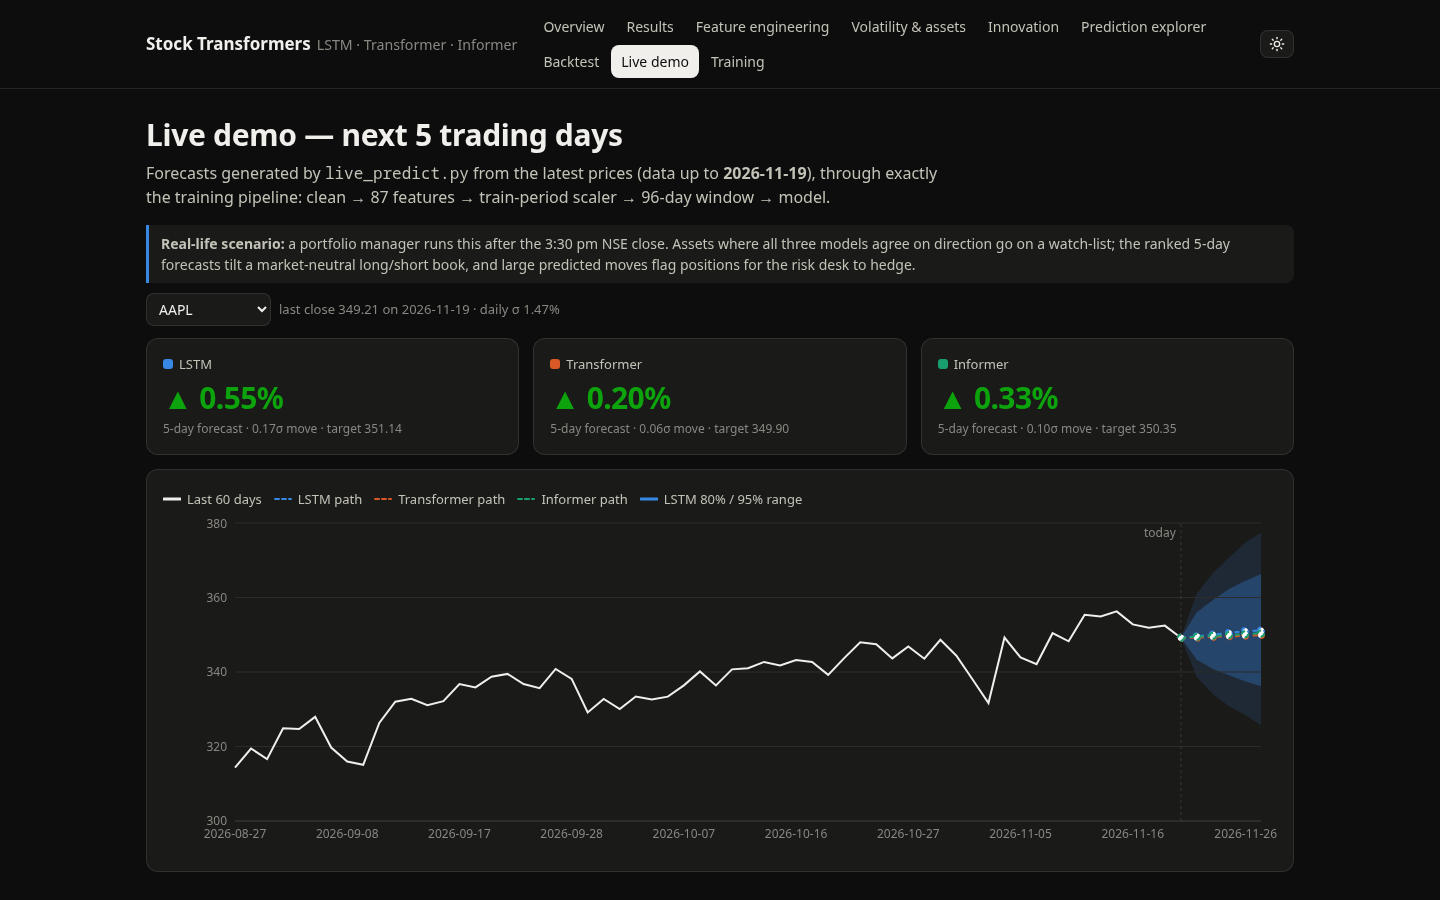 Stock Transformers LSTM · Transformer · Informer
Overview Results Feature engineering Volatility & assets Innovation Prediction explorer
Backtest Live demo Training
Live demo — next 5 trading days
Forecasts generated by live_predict.py from the latest prices (data up to 2026-11-19), through exactly
the training pipeline: clean → 87 features → train-period scaler → 96-day window → model.
Real-life scenario: a portfolio manager runs this after the 3:30 pm NSE close. Assets where all three models agree on direction go on a watch-list; the ranked 5-day
forecasts tilt a market-neutral long/short book, and large predicted moves flag positions for the risk desk to hedge.
AAPL last close 349.21 on 2026-11-19 · daily σ 1.47%
LSTM
▲ 0.55%
5-day forecast · 0.17σ move · target 351.14
Transformer
▲ 0.20%
5-day forecast · 0.06σ move · target 349.90
Informer
▲ 0.33%
5-day forecast · 0.10σ move · target 350.35
Last 60 days LSTM path Transformer path Informer path LSTM 80% / 95% range
380
today
360
340
320
300
2026-08-27 2026-09-08 2026-09-17 2026-09-28 2026-10-07 2026-10-16 2026-10-27 2026-11-05 2026-11-16 2026-11-26